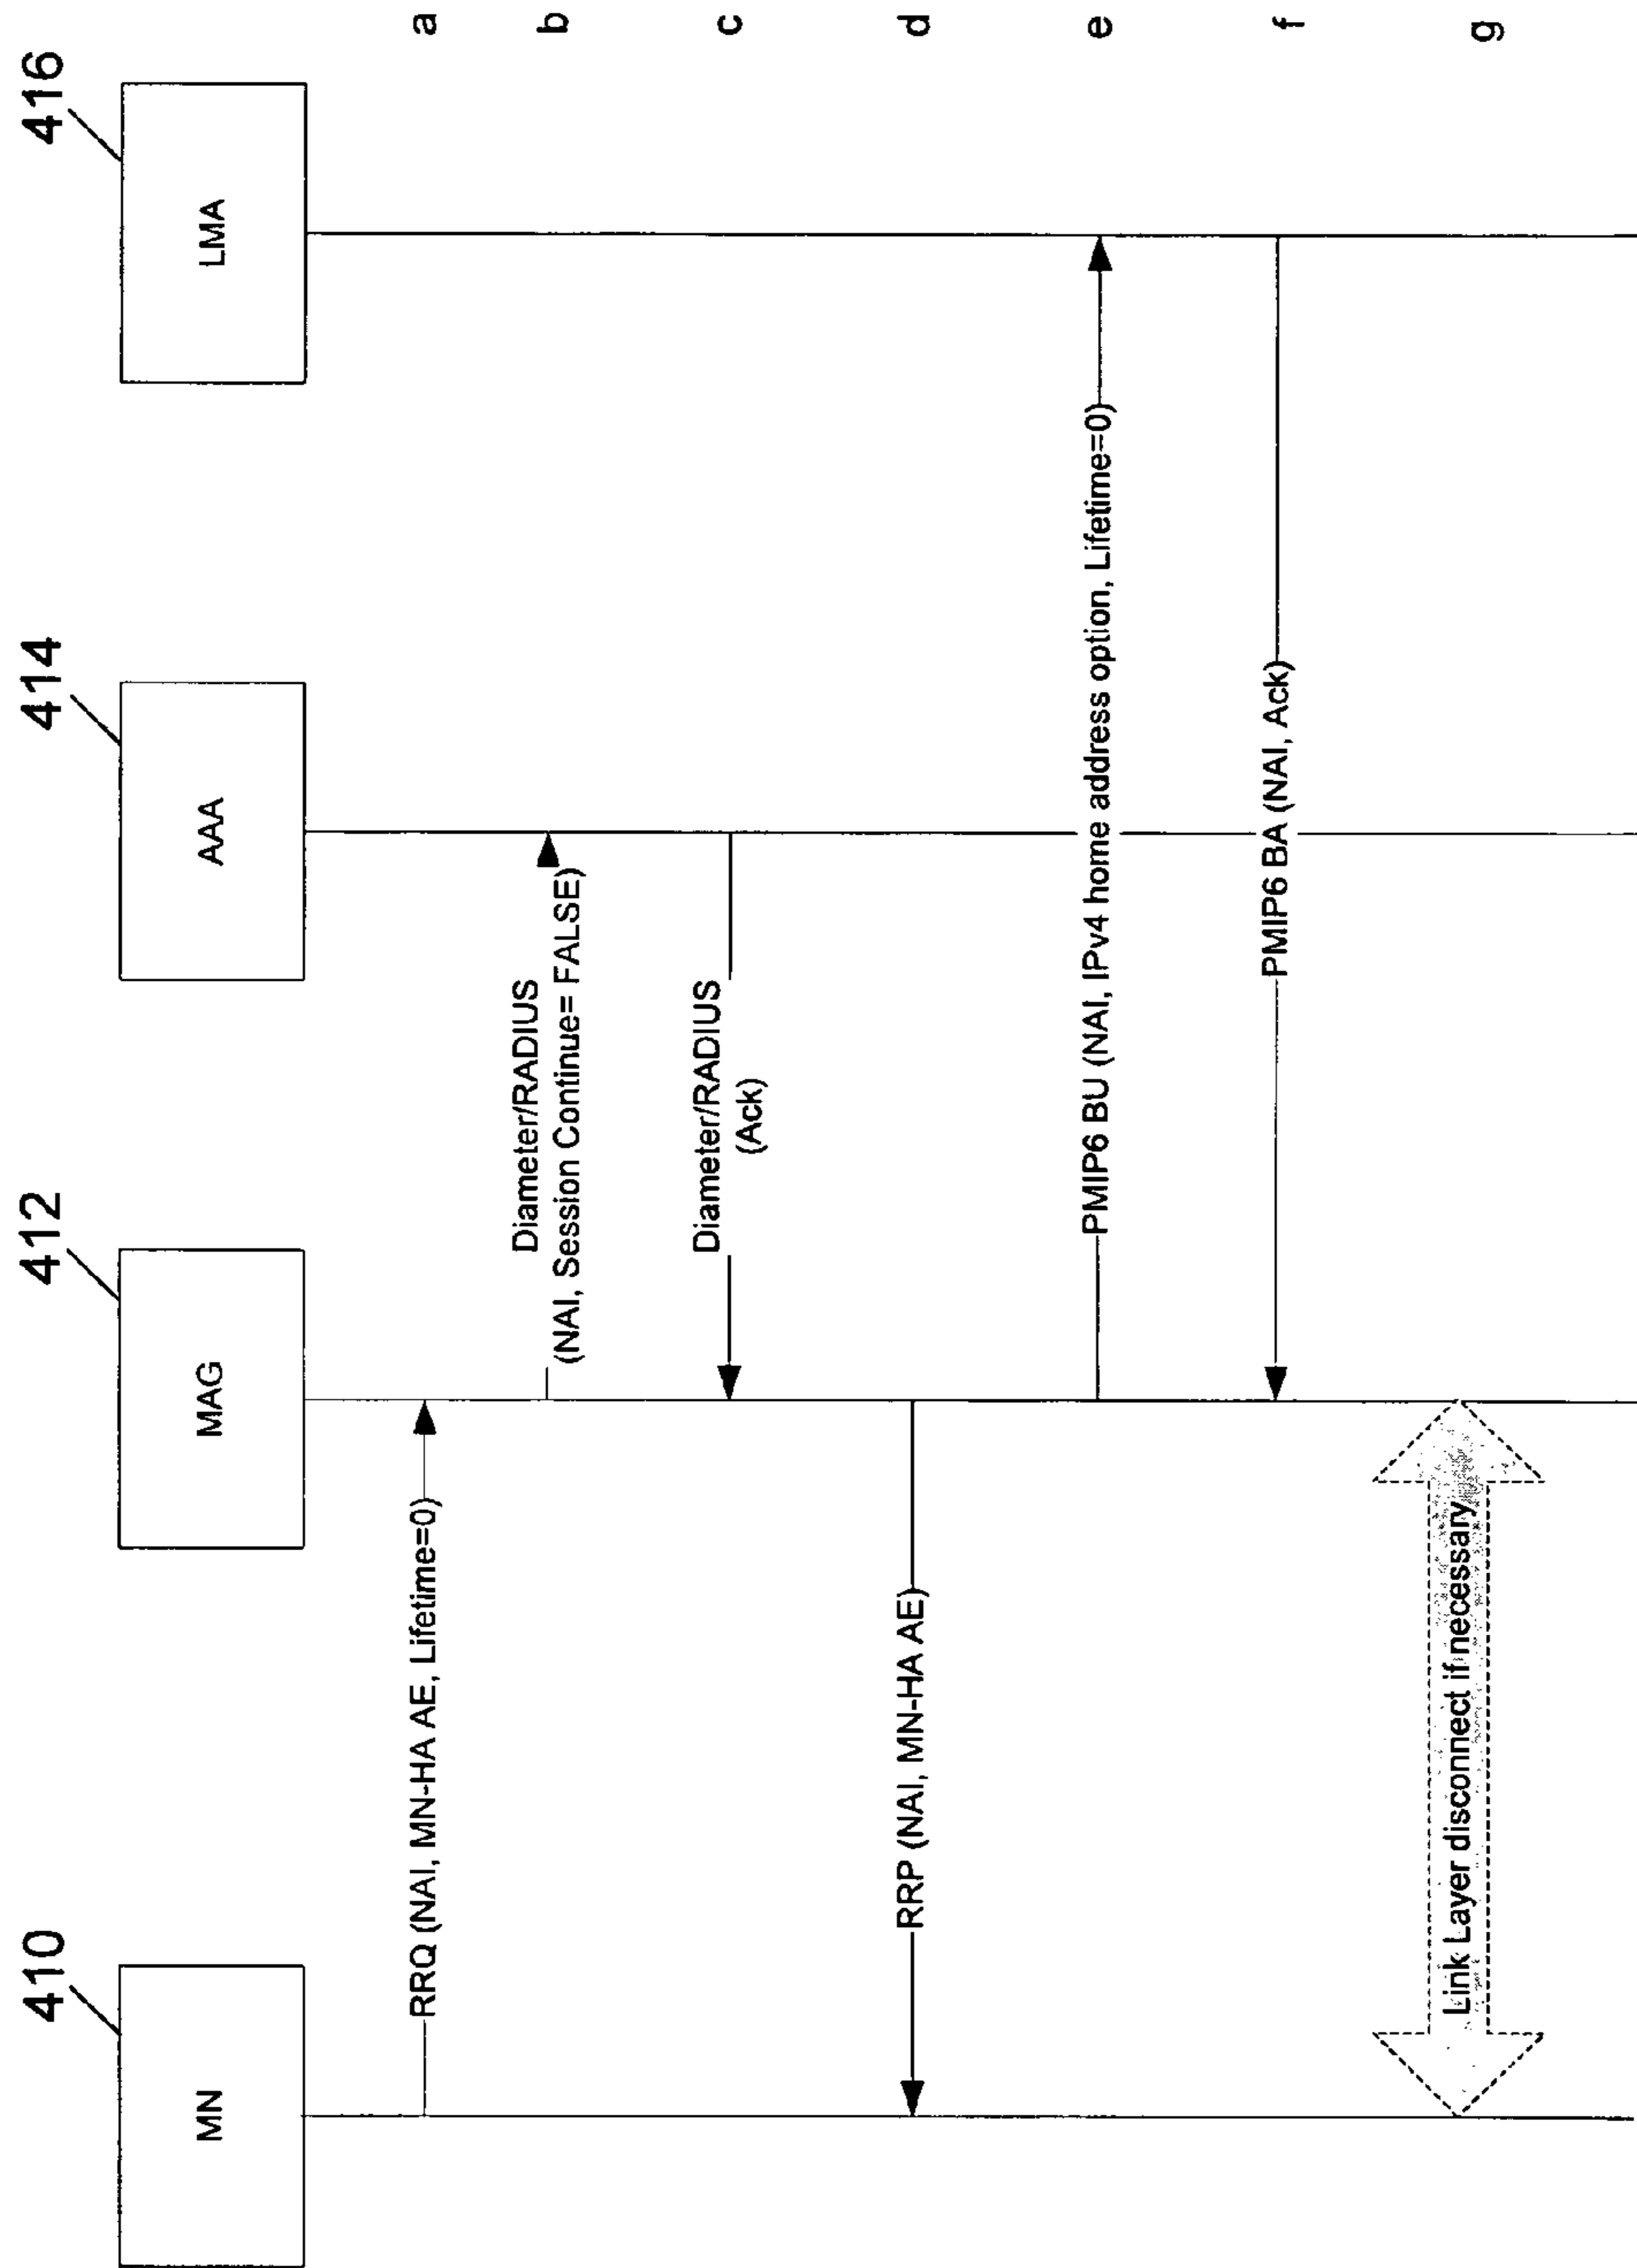 410
412
414
416
MN
MAG
AAA
LMA
RRQ (NAI, MN-HA AE, Lifetime=0)
a
Diameter/RADIUS
(NAI, Session Continue= FALSE)
b
Diameter/RADIUS
(Ack)
c
RRP (NAI, MN-HA AE)
d
PMIP6 BU (NAI, IPv4 home address option, Lifetime=0)
e
PMIP6 BA (NAI, Ack)
f
Link Layer disconnect if necessary
g